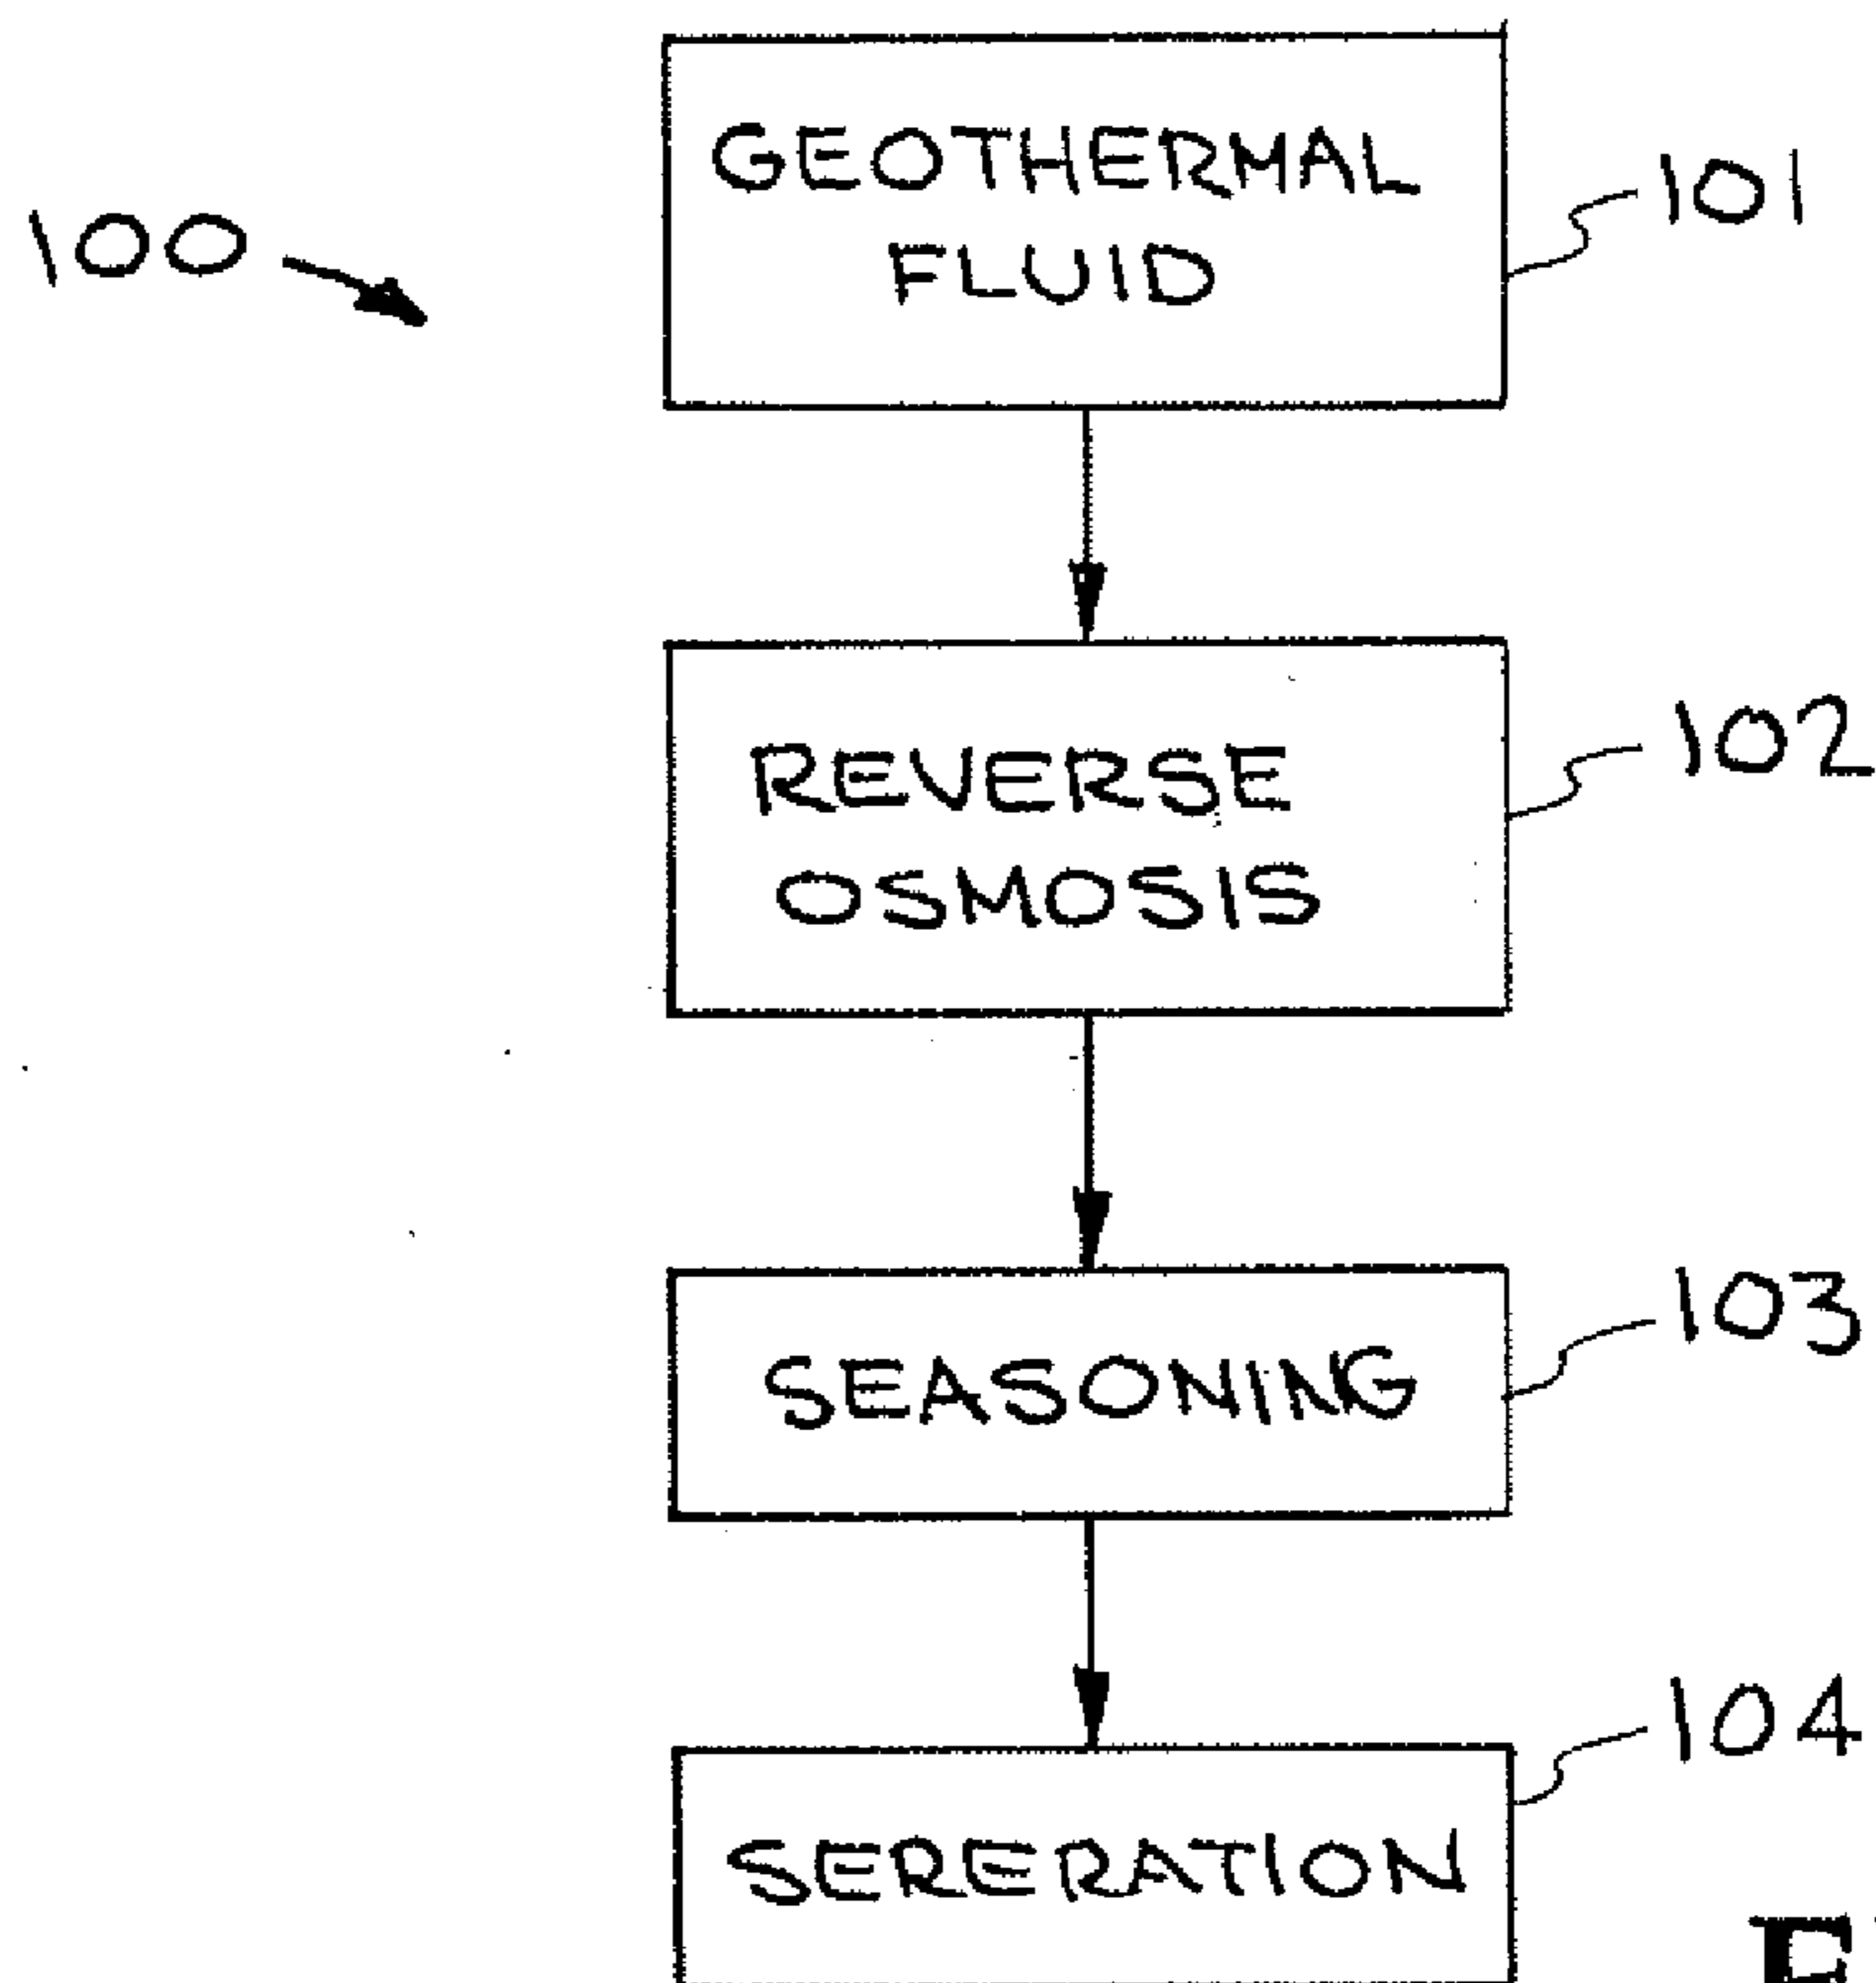 100
GEOTHERMAL
FLUID
101
REVERSE
OSMOSIS
102
SEASONING
103
SERERATION
104